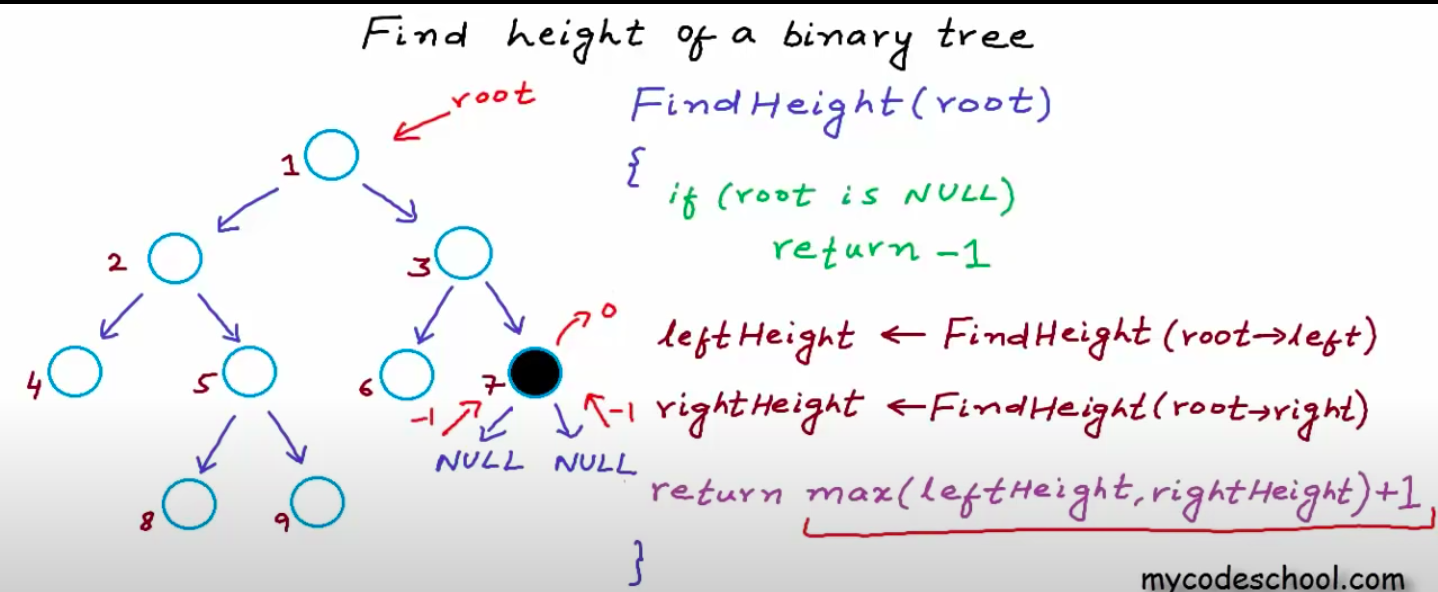 Find height of a binary tree
root
1
2
3
4
5
6
7
0
-1
-1
NULL NULL
8
9
FindHeight(root)
{
if (root is NULL)
return -1
leftHeight ← FindHeight(root→left)
rightHeight ← FindHeight(root→right)
return max(leftHeight, rightHeight)+1
}
mycodeschool.com